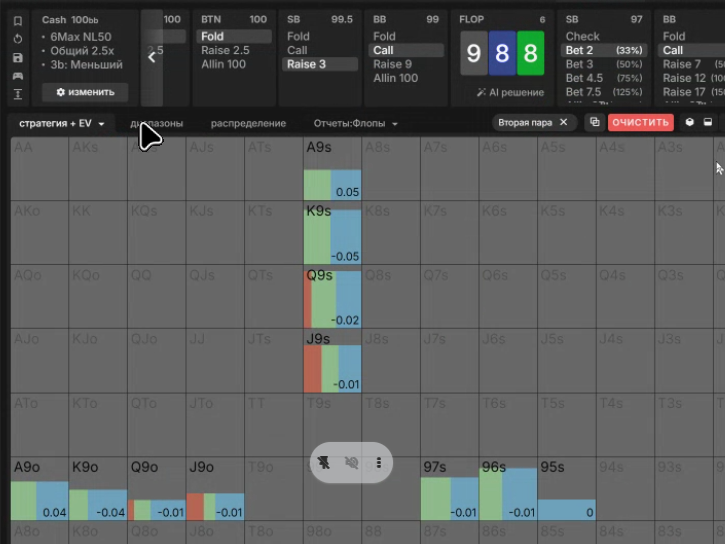 Cash 100bb
6Max NL50
Общий 2.5x
3b: Меньший
изменить
100
2.5
BTN 100
Fold
Raise 2.5
Allin 100
SB 99.5
Fold
Call
Raise 3
BB 99
Fold
Call
Raise 9
Allin 100
FLOP 6
9 8 8
AI решение
SB 97
Check
Bet 2 (33%)
Bet 3 (50%)
Bet 4.5 (75%)
Bet 7.5 (125%)
BB
Fold
Call
Raise 7
Raise 12
Raise 17
стратегия + EV
диапазоны
распределение
Отчеты:Флопы
Вторая пара
ОЧИСТИТЬ
AA AKs AJs ATs A9s A8s A7s A6s A5s A4s A3s
0.05
AKo KK KQs KJs KTs K9s K8s K7s K6s K5s K4s K3s
-0.05
AQo KQo QQ QJs QTs Q9s Q8s Q7s Q6s Q5s Q4s Q3s
-0.02
AJo KJo QJo JJ JTs J9s J8s J7s J6s J5s J4s J3s
-0.01
ATo KTo QTo JTo TT T9s T8s T7s T6s T5s T4s T3s
A9o K9o Q9o J9o T9o 97s 96s 95s 94s 93s
0.04 -0.04 -0.01 -0.01 -0.01 -0.01 0
A8o K8o Q8o J8o T8o 98o 88 87s 86s 85s 84s 83s